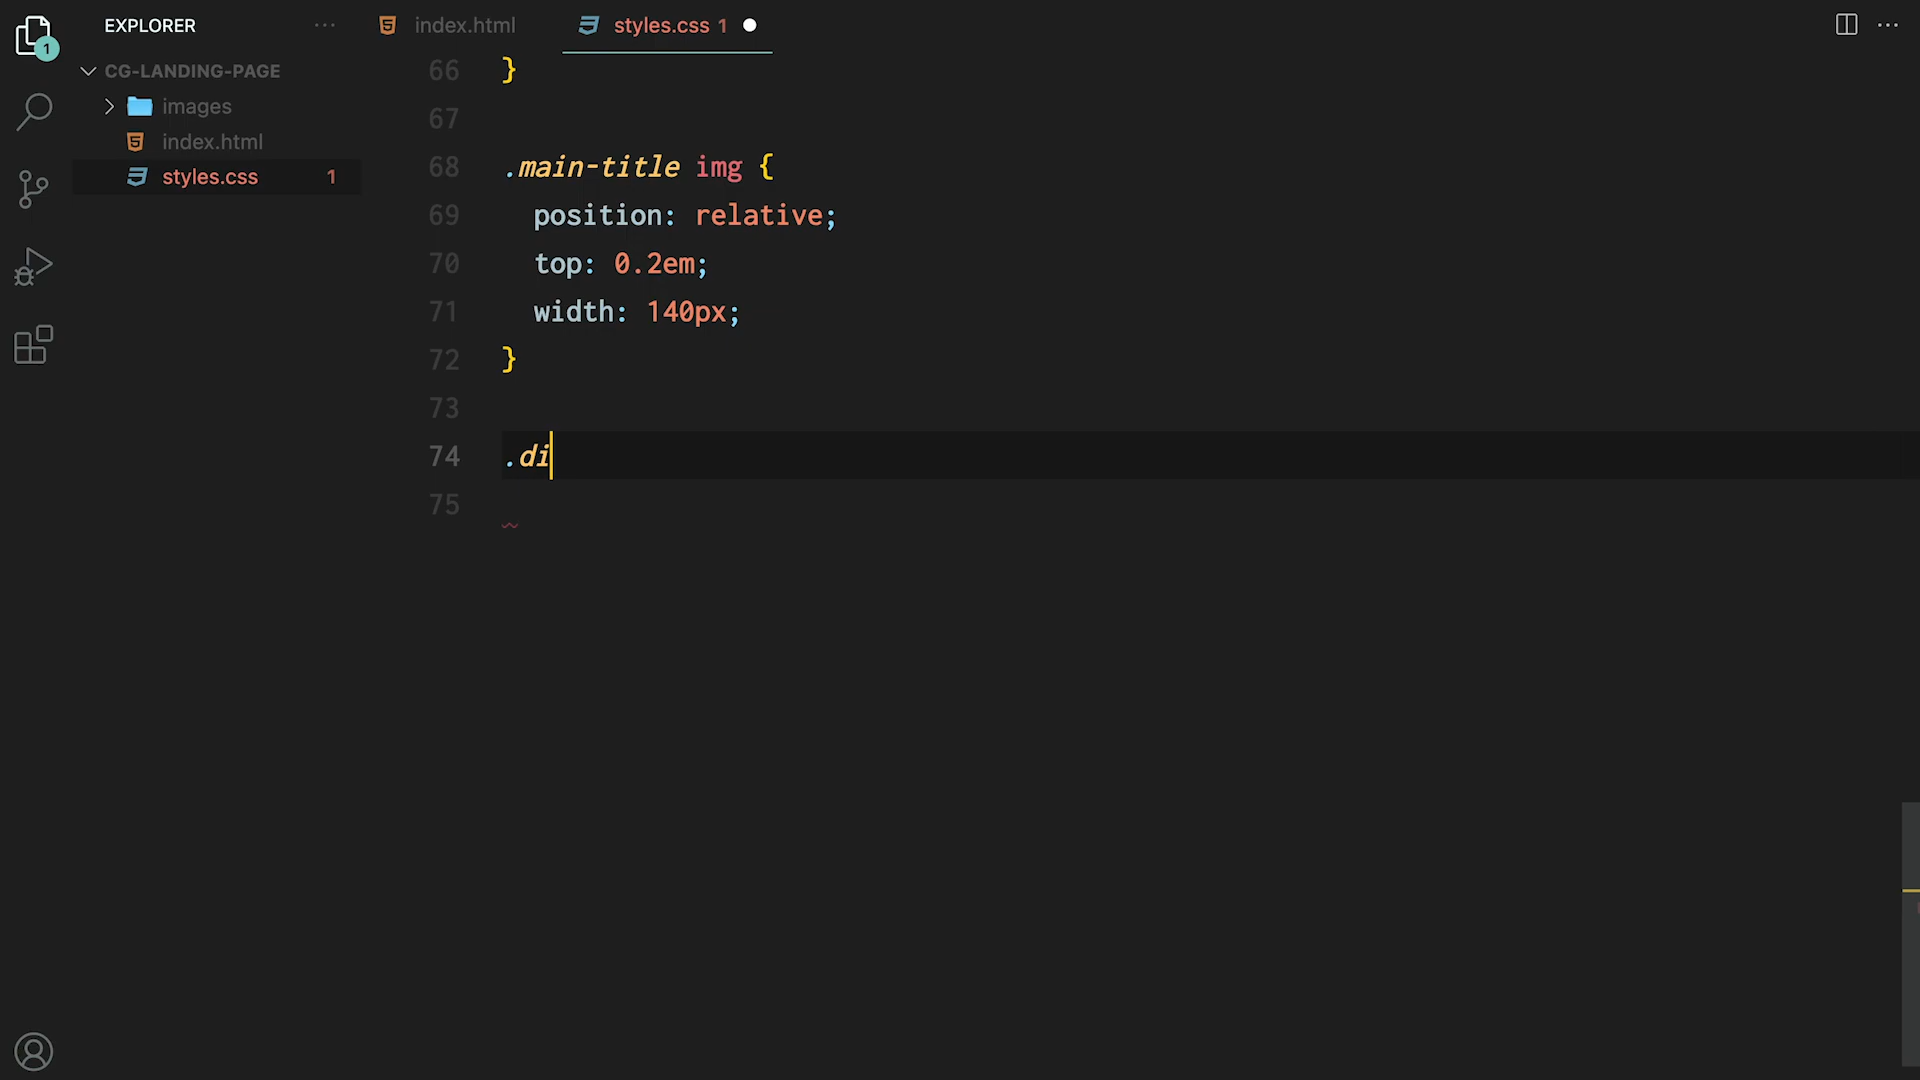 EXPLORER
index.html
styles.css 1
1
CG-LANDING-PAGE
images
index.html
styles.css 1
66 }
67
68 .main-title img {
69 position: relative;
70 top: 0.2em;
71 width: 140px;
72 }
73
74 .di
75